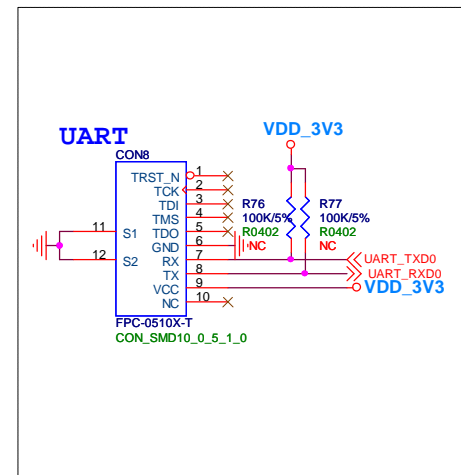 UART
VDD_3V3
CON8
TRST_N 1
TCK 2
TDI 3
TMS 4
TDO 5
GND 6
RX 7
TX 8
VCC 9
NC 10
11 S1
12 S2
R76
100K/5%
R0402
NC
R77
100K/5%
R0402
NC
UART_TXD0
UART_RXD0
VDD_3V3
FPC-0510X-T
CON_SMD10_0_5_1_0